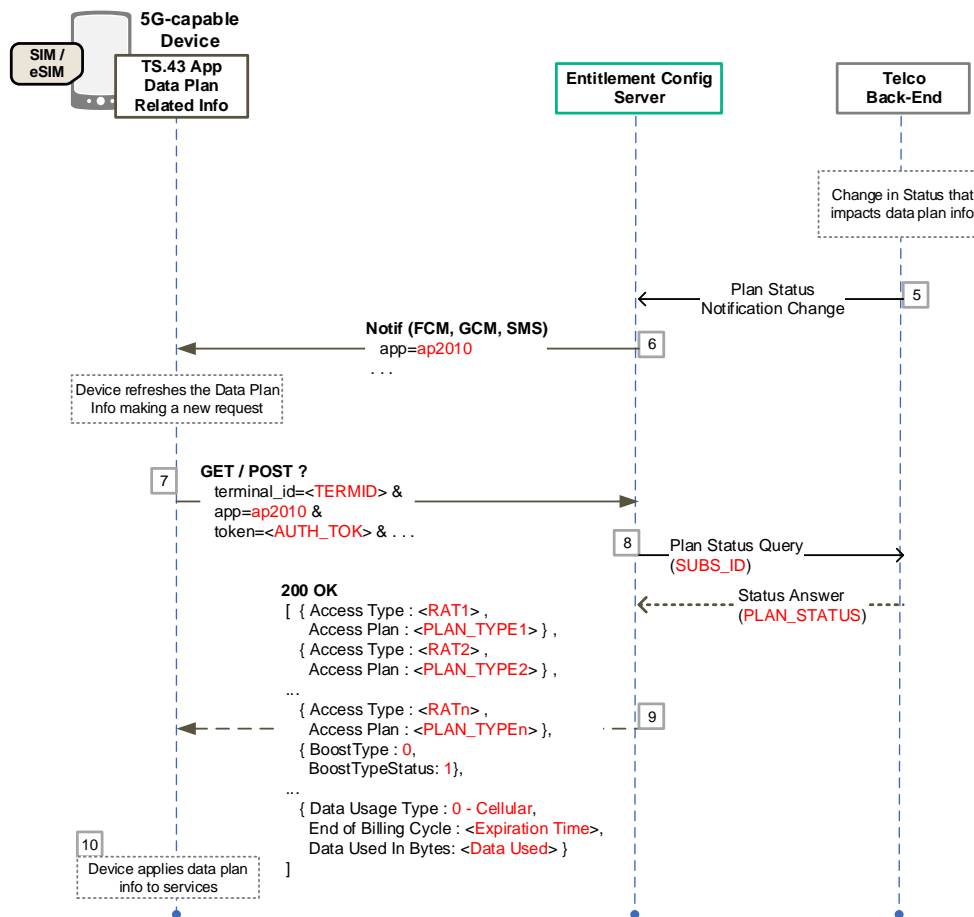 5G-capable
Device
SIM /
eSIM
TS.43 App
Data Plan
Related Info
Entitlement Config
Server
Telco
Back-End
Change in Status that
impacts data plan info
Plan Status
Notification Change
5
Notif (FCM, GCM, SMS)
app=ap2010
. . .
6
Device refreshes the Data Plan
Info making a new request
7
GET / POST ?
terminal_id=<TERMID> &
app=ap2010 &
token=<AUTH_TOK> & . . .
8
Plan Status Query
(SUBS_ID)
Status Answer
(PLAN_STATUS)
200 OK
[ { Access Type : <RAT1> ,
Access Plan : <PLAN_TYPE1> } ,
{ Access Type : <RAT2> ,
Access Plan : <PLAN_TYPE2> } ,
...
{ Access Type : <RATn> ,
Access Plan : <PLAN_TYPEn> },
{ BoostType : 0,
BoostTypeStatus: 1},
...
{ Data Usage Type : 0 - Cellular,
End of Billing Cycle : <Expiration Time>,
Data Used In Bytes: <Data Used> }
]
9
10
Device applies data plan
info to services